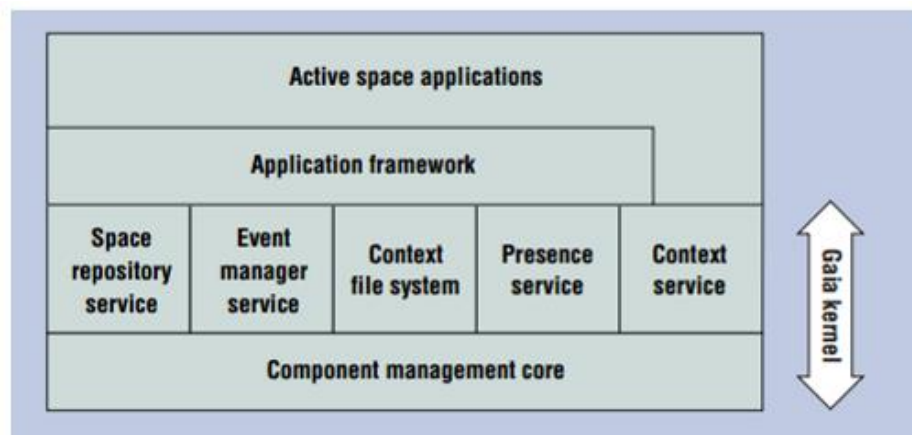 Active space applications
Application framework
Space
repository
service
Event
manager
service
Context
file system
Presence
service
Context
service
Component management core
Gaia kernel